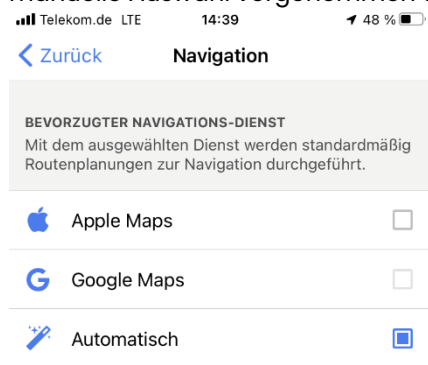 manuelle Auswahl vorgenommen
Telekom.de LTE 14:39 48 %
Zurück Navigation
BEVORZUGTER NAVIGATIONS-DIENST
Mit dem ausgewählten Dienst werden standardmäßig
Routenplanungen zur Navigation durchgeführt.
Apple Maps
Google Maps
Automatisch